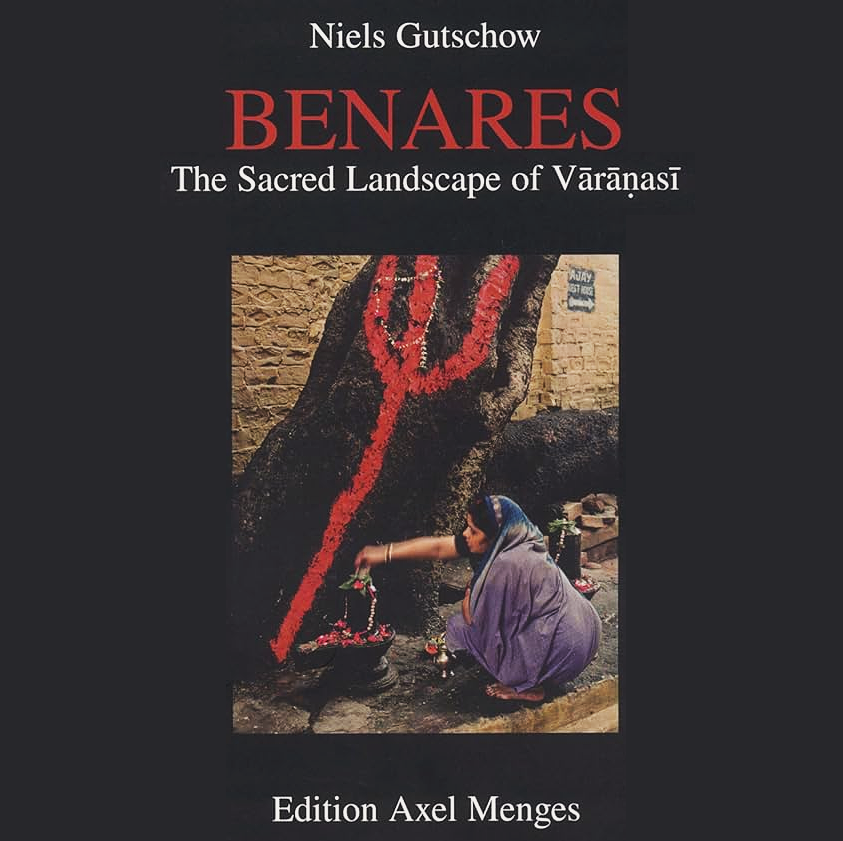 Niels Gutschow
BENARES
The Sacred Landscape of Vārāṇasī
AJAY
Edition Axel Menges